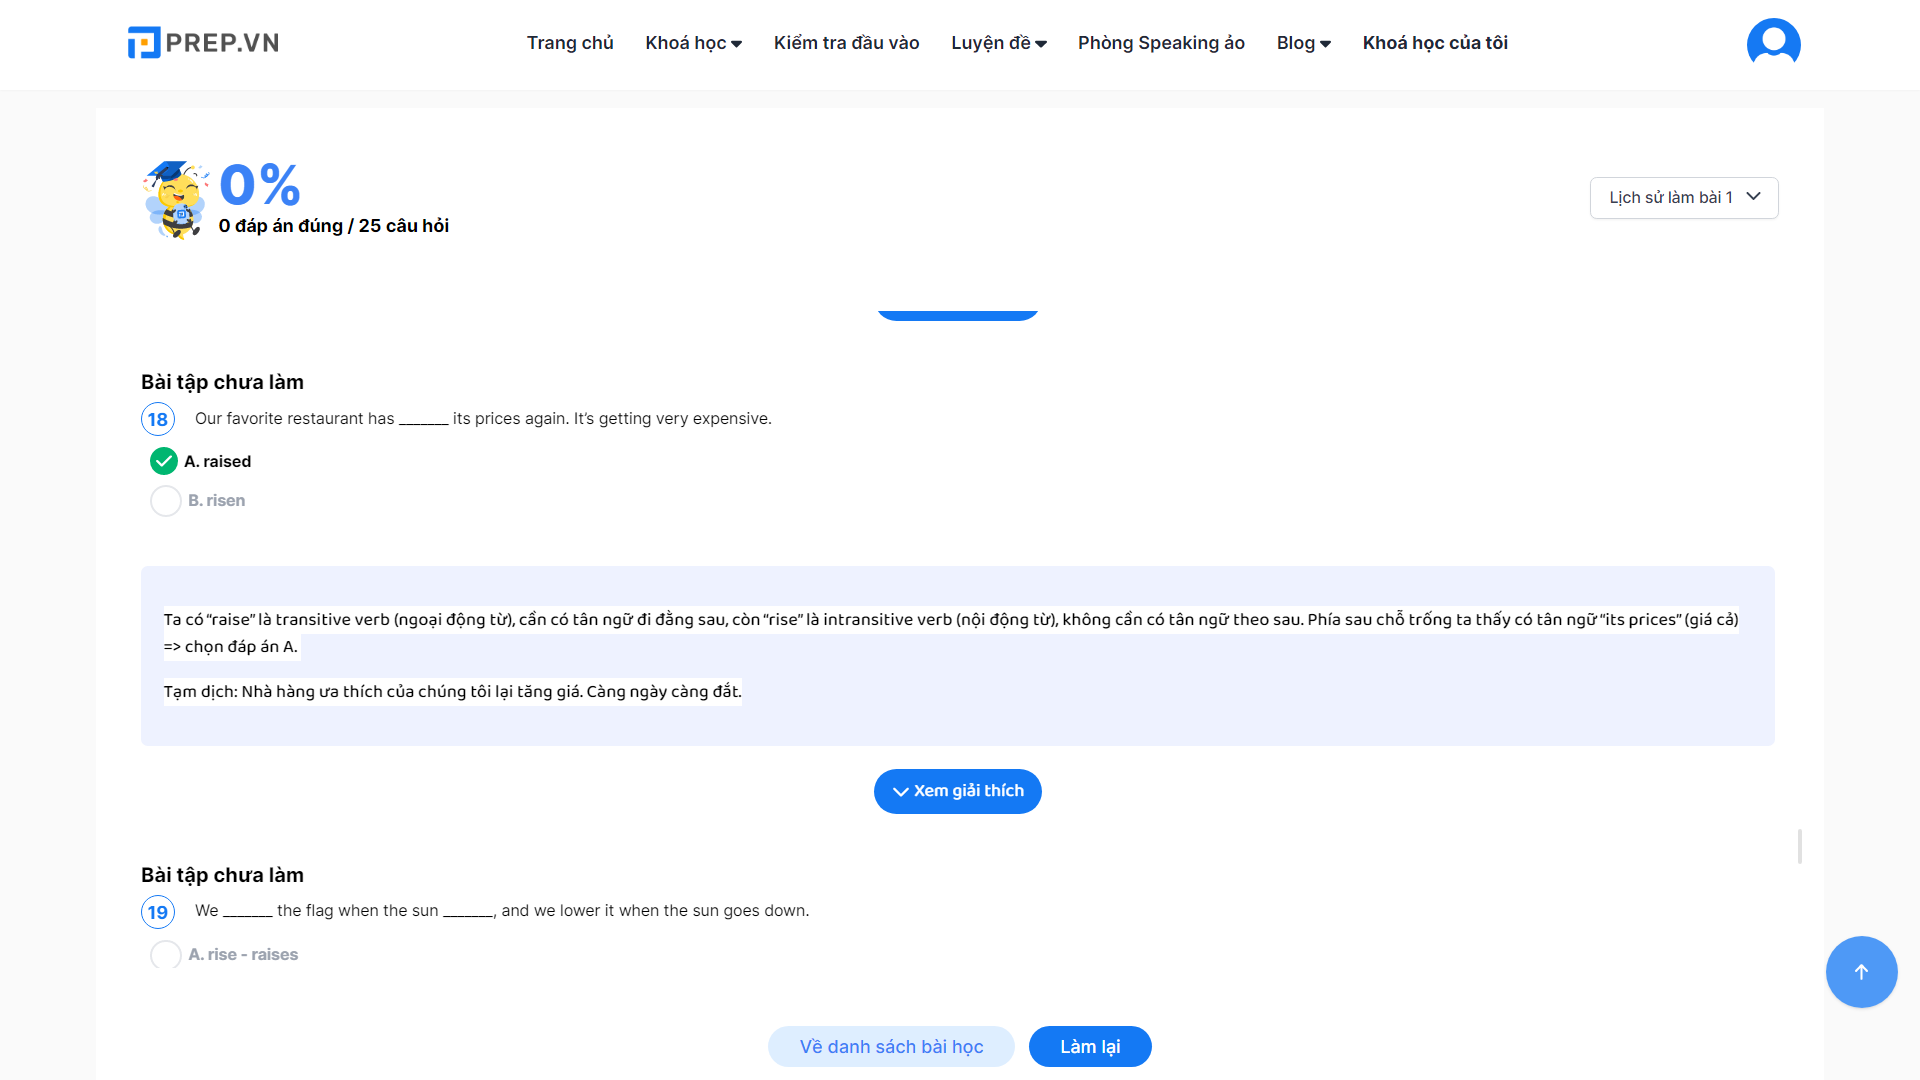 PREP.VN
Trang chủ
Khoá học
Kiểm tra đầu vào
Luyện đề
Phòng Speaking ảo
Blog
Khoá học của tôi
0%
0 đáp án đúng / 25 câu hỏi
Lịch sử làm bài 1
Bài tập chưa làm
18 Our favorite restaurant has _______ its prices again. It’s getting very expensive.
A. raised
B. risen
Ta có “raise” là transitive verb (ngoại động từ), cần có tân ngữ đi đằng sau, còn “rise” là intransitive verb (nội động từ), không cần có tân ngữ theo sau. Phía sau chỗ trống ta thấy có tân ngữ “its prices” (giá cả)
=> chọn đáp án A.
Tạm dịch: Nhà hàng ưa thích của chúng tôi lại tăng giá. Càng ngày càng đắt.
Xem giải thích
Bài tập chưa làm
19 We _______ the flag when the sun _______, and we lower it when the sun goes down.
A. rise - raises
Về danh sách bài học
Làm lại